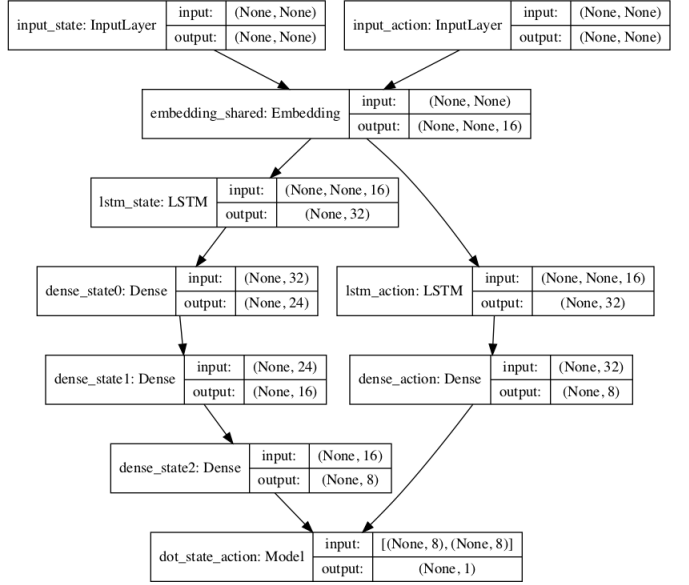 input_state: InputLayer input: (None, None)
output: (None, None)
input_action: InputLayer input: (None, None)
output: (None, None)
embedding_shared: Embedding input: (None, None)
output: (None, None, 16)
lstm_state: LSTM input: (None, None, 16)
output: (None, 32)
dense_state0: Dense input: (None, 32)
output: (None, 24)
lstm_action: LSTM input: (None, None, 16)
output: (None, 32)
dense_state1: Dense input: (None, 24)
output: (None, 16)
dense_action: Dense input: (None, 32)
output: (None, 8)
dense_state2: Dense input: (None, 16)
output: (None, 8)
dot_state_action: Model input: [(None, 8), (None, 8)]
output: (None, 1)